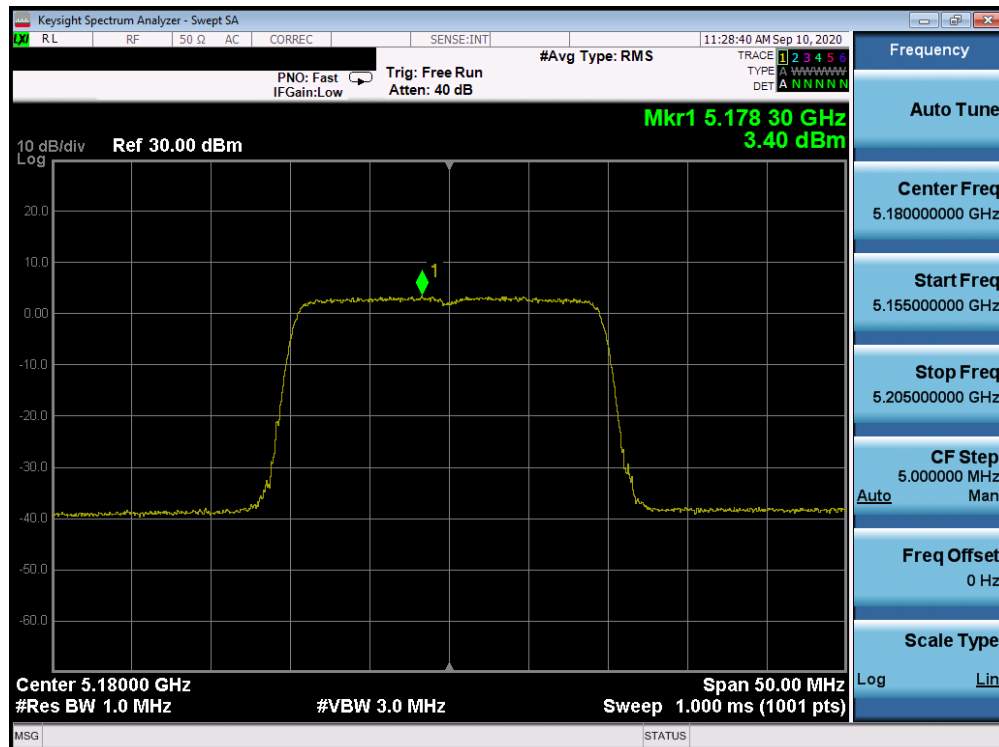 Keysight Spectrum Analyzer - Swept SA
LXI RL RF 50 Ω AC CORREC SENSE:INT 11:28:40 AM Sep 10, 2020
#Avg Type: RMS
TRACE 1 2 3 4 5 6
PNO: Fast Trig: Free Run
TYPE A WWWWW
IFGain:Low Atten: 40 dB
DET A N N N N N
Mkr1 5.178 30 GHz
3.40 dBm
10 dB/div Ref 30.00 dBm
Log
20.0
10.0
1
0.00
-10.0
-20.0
-30.0
-40.0
-50.0
-60.0
Center 5.18000 GHz Span 50.00 MHz
#Res BW 1.0 MHz #VBW 3.0 MHz Sweep 1.000 ms (1001 pts)
MSG STATUS
Frequency
Auto Tune
Center Freq
5.180000000 GHz
Start Freq
5.155000000 GHz
Stop Freq
5.205000000 GHz
CF Step
5.000000 MHz
Auto Man
Freq Offset
0 Hz
Scale Type
Log Lin